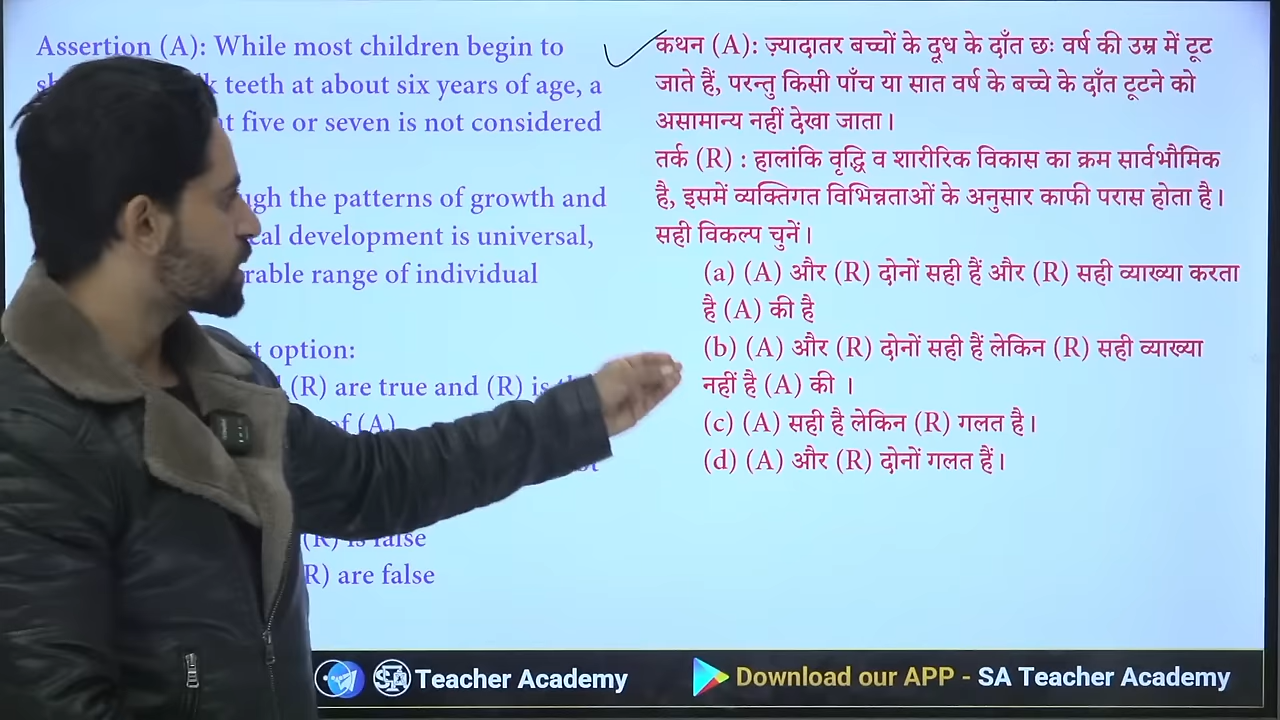 Assertion (A): While most children begin to
teeth at about six years of age, a
five or seven is not considered
the patterns of growth and
development is universal,
range of individual
option:
(R) are true and (R) is
of (A)
(R) is false
R) are false
कथन (A): ज़्यादातर बच्चों के दूध के दाँत छः वर्ष की उम्र में टूट
जाते हैं, परन्तु किसी पाँच या सात वर्ष के बच्चे के दाँत टूटने को
असामान्य नहीं देखा जाता।
तर्क (R) : हालांकि वृद्धि व शारीरिक विकास का क्रम सार्वभौमिक
है, इसमें व्यक्तिगत विभिन्नताओं के अनुसार काफी परास होता है।
सही विकल्प चुनें।
(a) (A) और (R) दोनों सही हैं और (R) सही व्याख्या करता
है (A) की है
(b) (A) और (R) दोनों सही हैं लेकिन (R) सही व्याख्या
नहीं है (A) की ।
(c) (A) सही है लेकिन (R) गलत है।
(d) (A) और (R) दोनों गलत हैं।
SA Teacher Academy
Download our APP - SA Teacher Academy